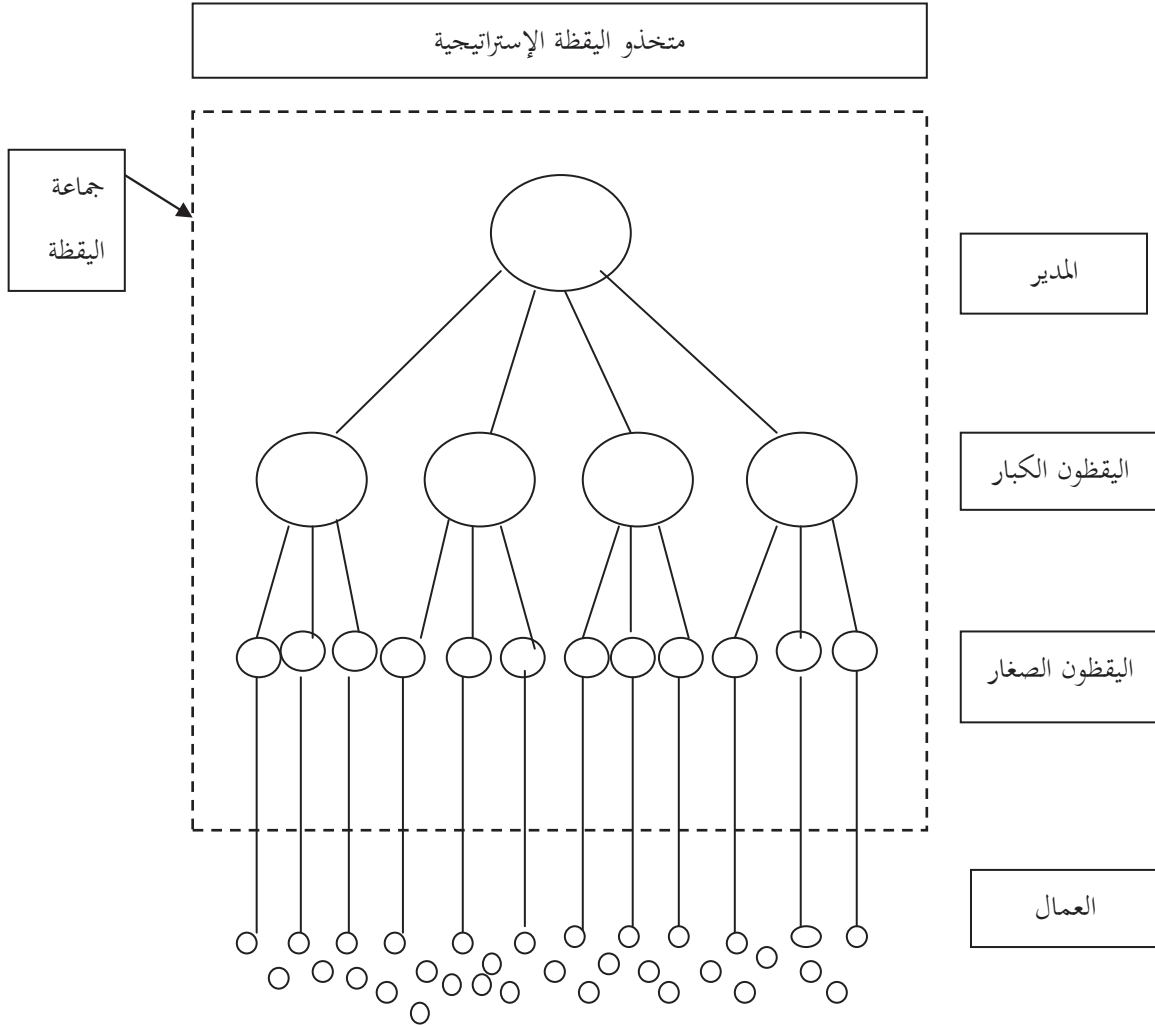 متخذو اليقظة الإستراتيجية
جماعة
اليقظة
المدير
اليقظون الكبار
اليقظون الصغار
العمال